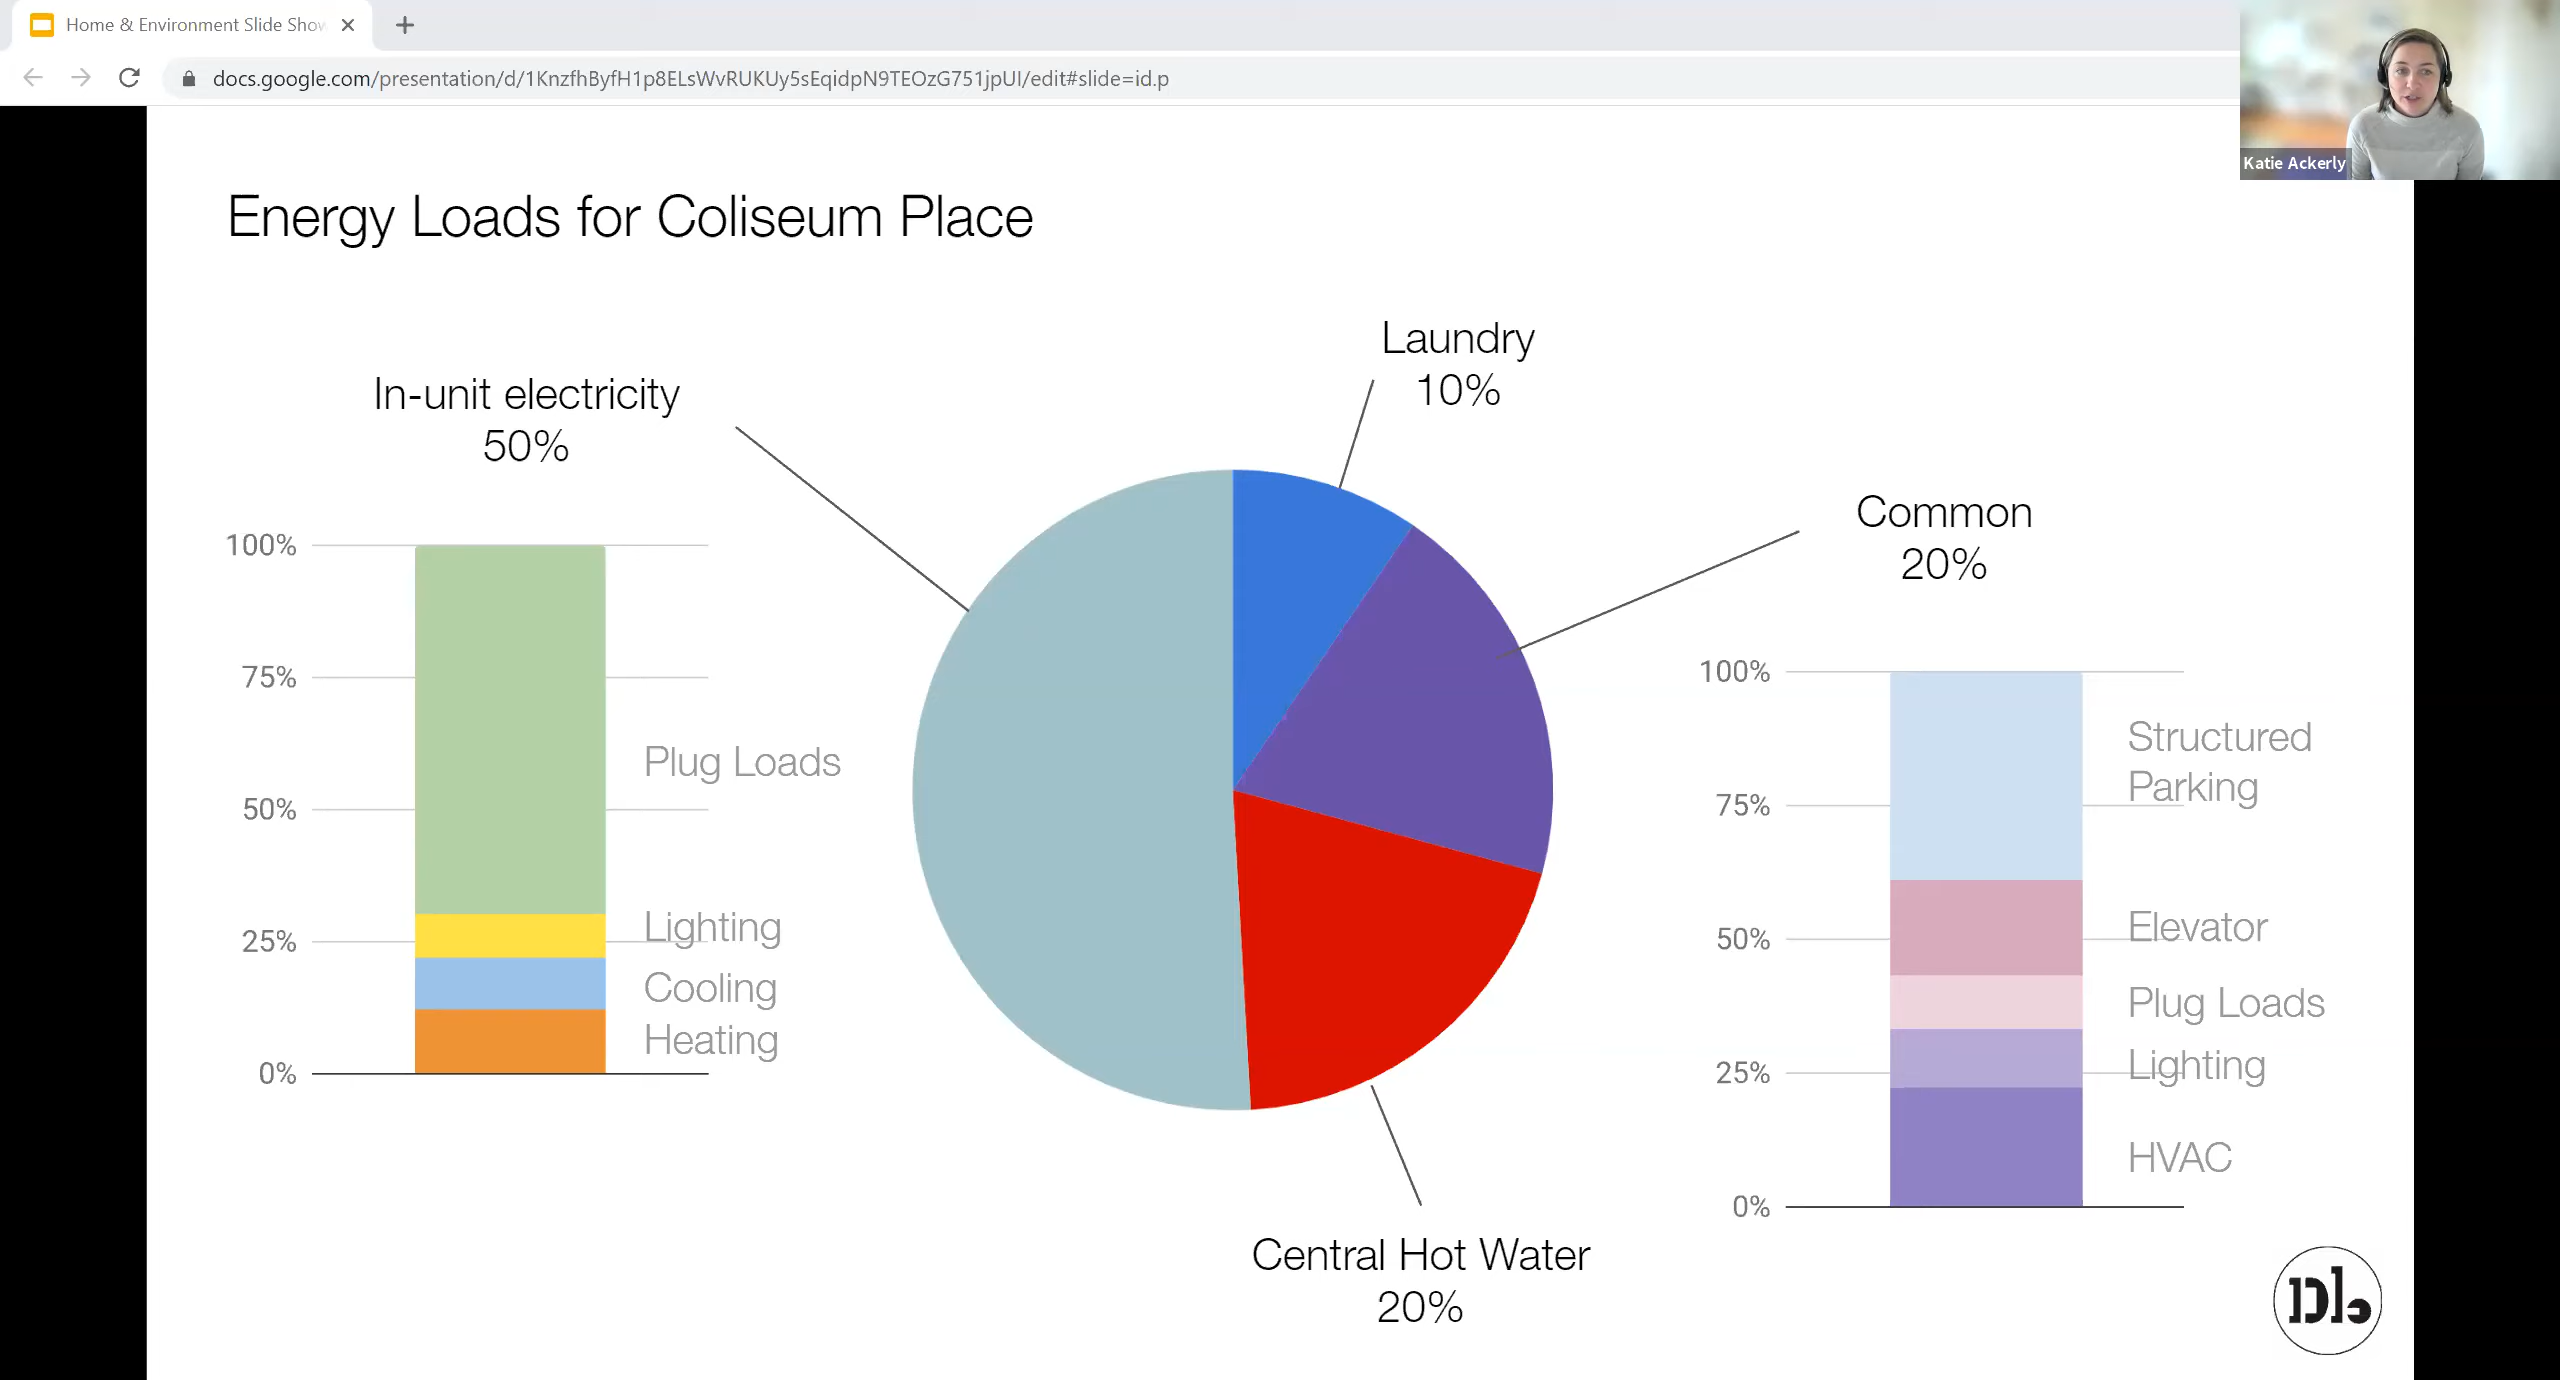 Home & Environment Slide Show
docs.google.com/presentation/d/1KnzfhByfH1p8ELsWvRUKUy5sEqidpN9TEOzG751jpUI/edit#slide=id.p
Katie Ackerly
Energy Loads for Coliseum Place
In-unit electricity
50%
100%
75%
50%
25%
0%
Plug Loads
Lighting
Cooling
Heating
Laundry
10%
Common
20%
100%
75%
50%
25%
0%
Structured
Parking
Elevator
Plug Loads
Lighting
HVAC
Central Hot Water
20%